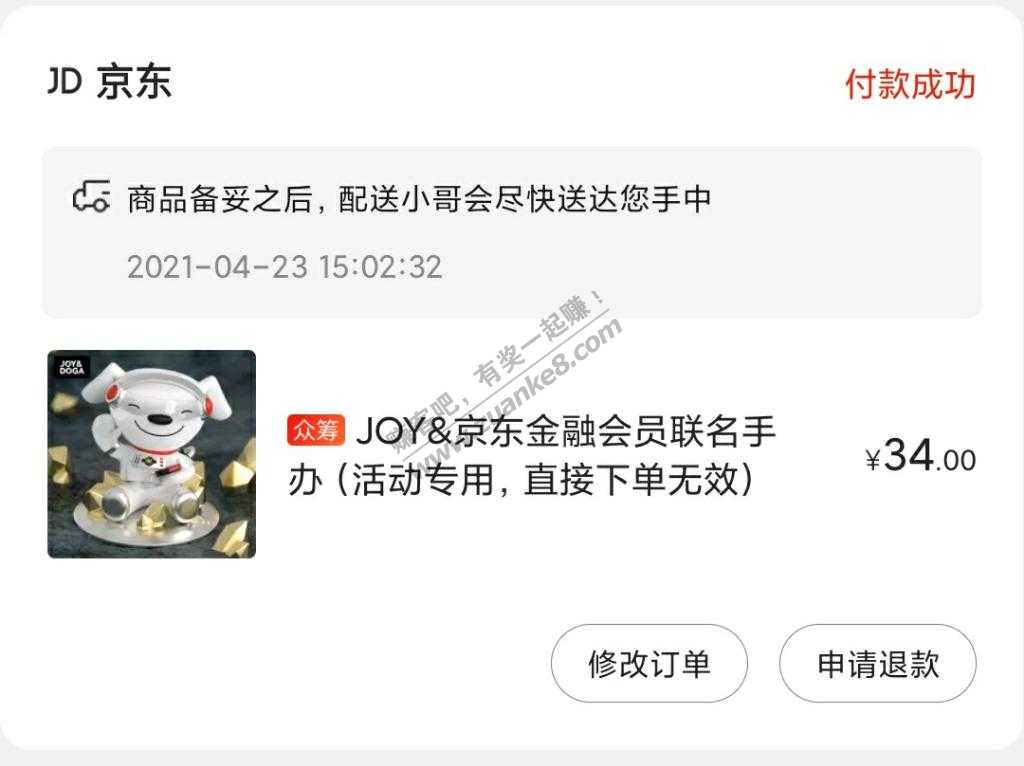 JD 京东
付款成功
商品备妥之后，配送小哥会尽快送达您手中
2021-04-23 15:02:32
赚客吧，有奖一起赚！
www.zuanke8.com
JOY&
DOGA
众筹 JOY&京东金融会员联名手
办（活动专用，直接下单无效）
¥34.00
修改订单
申请退款